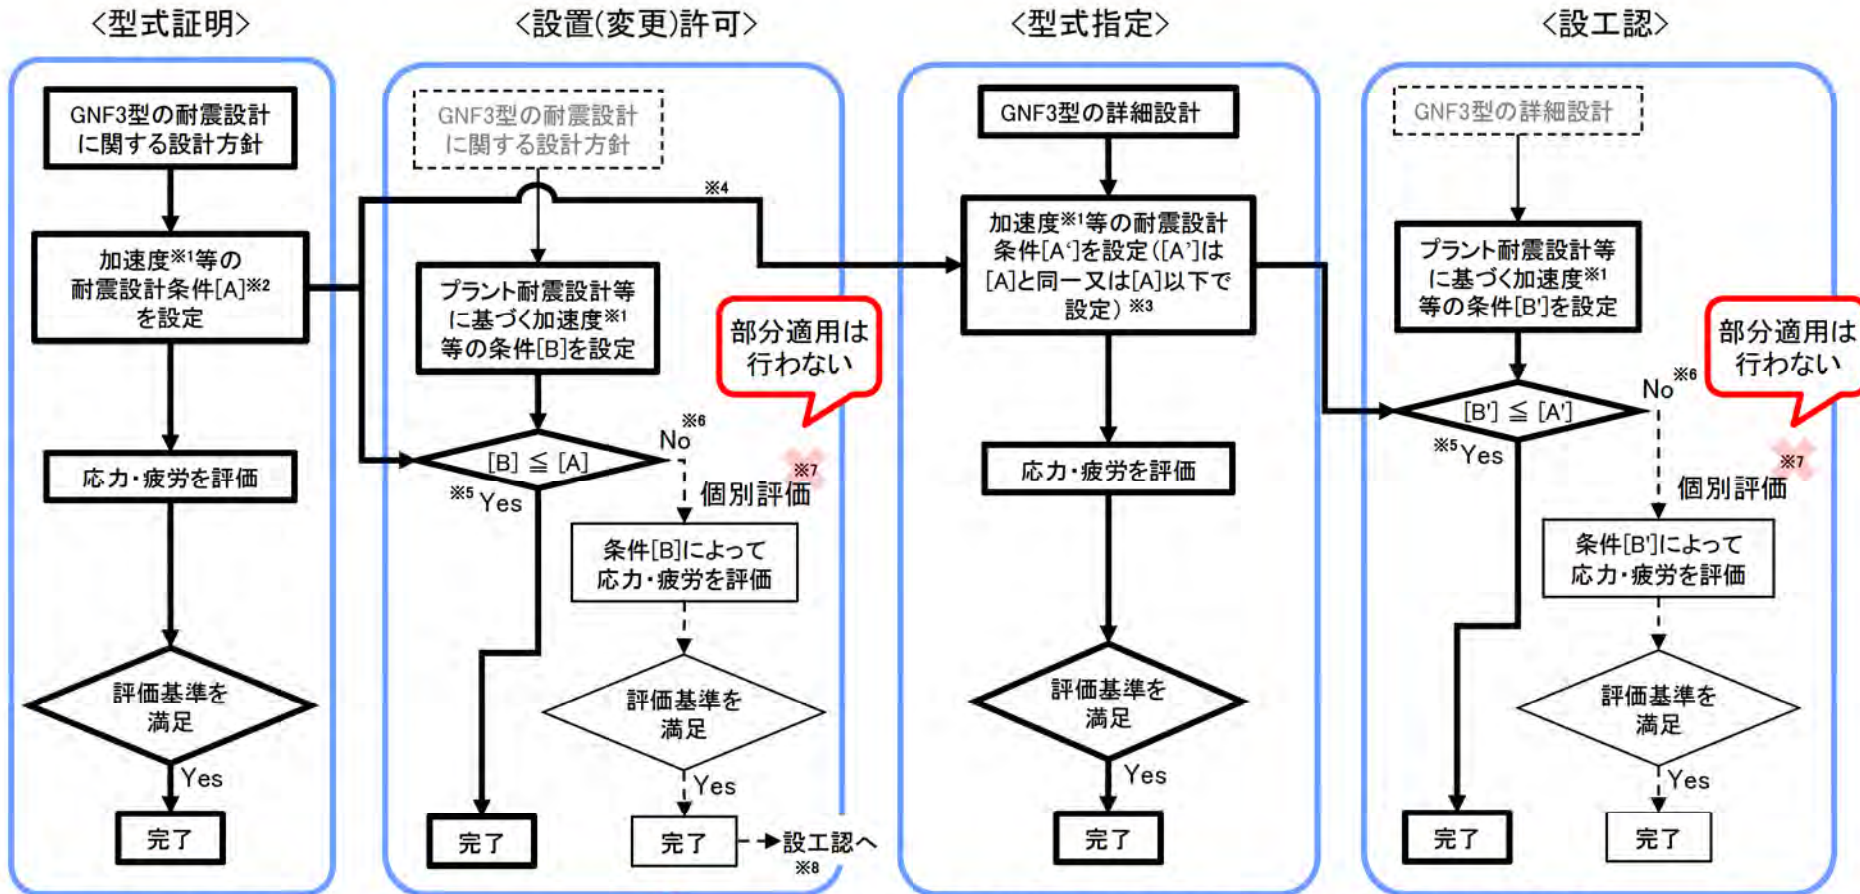 <型式証明>
GNF3型の耐震設計
に関する設計方針
加速度※1等の
耐震設計条件[A]※2
を設定
応力・疲労を評価
評価基準を
満足
Yes
完了
<設置(変更)許可>
GNF3型の耐震設計
に関する設計方針
※4
プラント耐震設計等
に基づく加速度※1
等の条件[B]を設定
部分適用は
行わない
[B] ≦ [A]
No※6
※7
※5 Yes
個別評価
条件[B]によって
応力・疲労を評価
評価基準を
満足
Yes
完了
完了
設工認へ
※8
<型式指定>
GNF3型の詳細設計
加速度※1等の耐震設計
条件[A‘]を設定([A’]は
[A]と同一又は[A]以下で
設定) ※3
応力・疲労を評価
評価基準を
満足
Yes
完了
<設工認>
GNF3型の詳細設計
プラント耐震設計等
に基づく加速度※1
等の条件[B']を設定
部分適用は
行わない
[B'] ≦ [A']
No※6
※7
※5 Yes
個別評価
条件[B']によって
応力・疲労を評価
評価基準を
満足
Yes
完了
完了